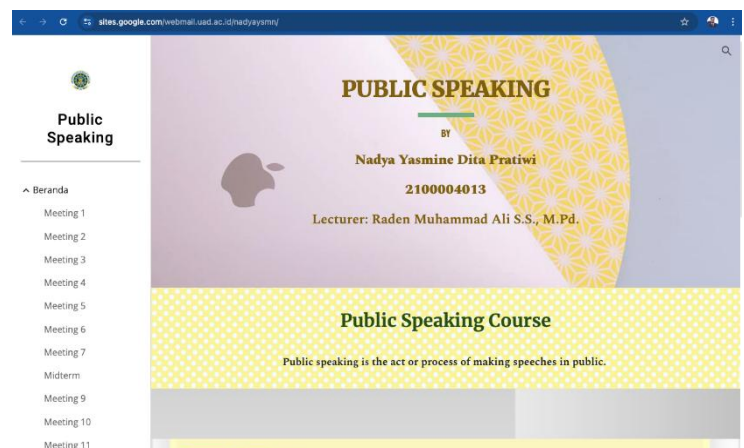 sites.google.com/webmail.uad.ac.id/nadyaysmn/
Public
Speaking
Beranda
Meeting 1
Meeting 2
Meeting 3
Meeting 4
Meeting 5
Meeting 6
Meeting 7
Midterm
Meeting 9
Meeting 10
Meeting 11
PUBLIC SPEAKING
BY
Nadya Yasmine Dita Pratiwi
2100004013
Lecturer: Raden Muhammad Ali S.S., M.Pd.
Public Speaking Course
Public speaking is the act or process of making speeches in public.